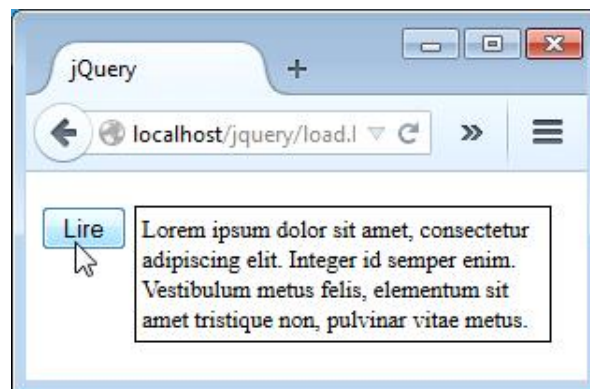 jQuery
localhost/jquery/load.l
Lire
Lorem ipsum dolor sit amet, consectetur
adipiscing elit. Integer id semper enim.
Vestibulum metus felis, elementum sit
amet tristique non, pulvinar vitae metus.